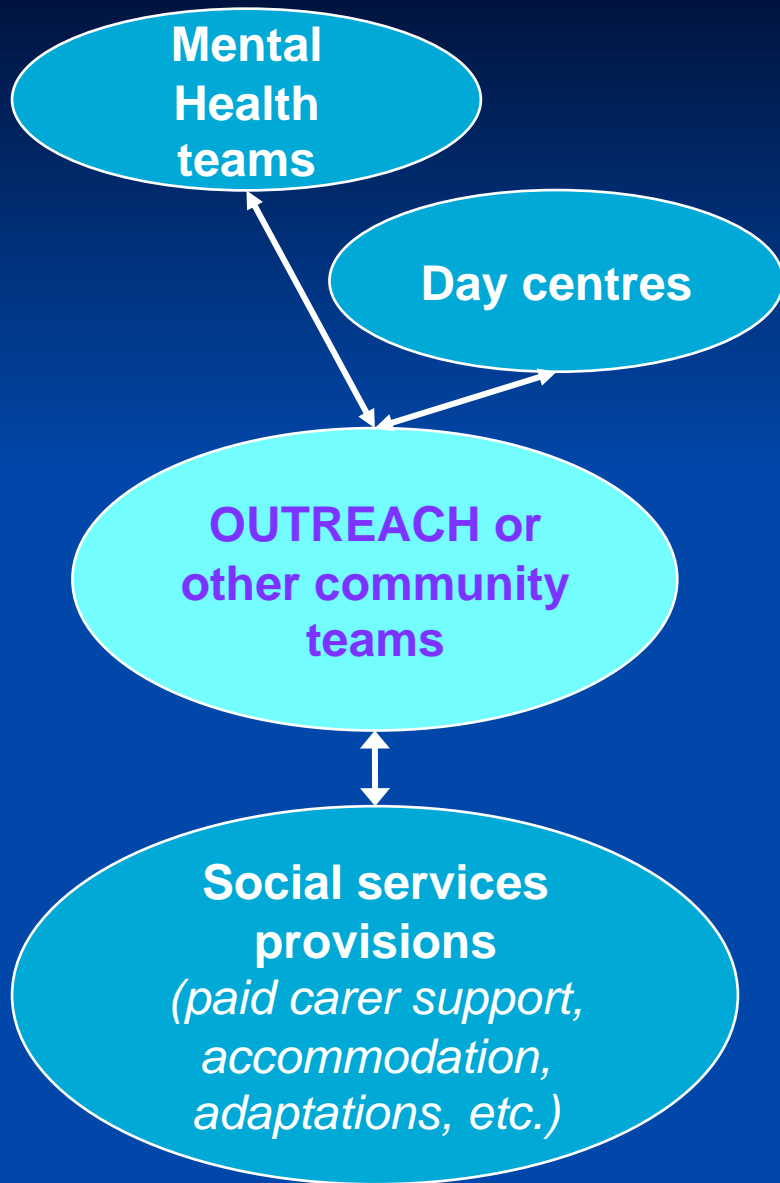 Mental
Health
teams
Day centres
OUTREACH or
other community
teams
Social services
provisions
(paid carer support,
accommodation,
adaptations, etc.)